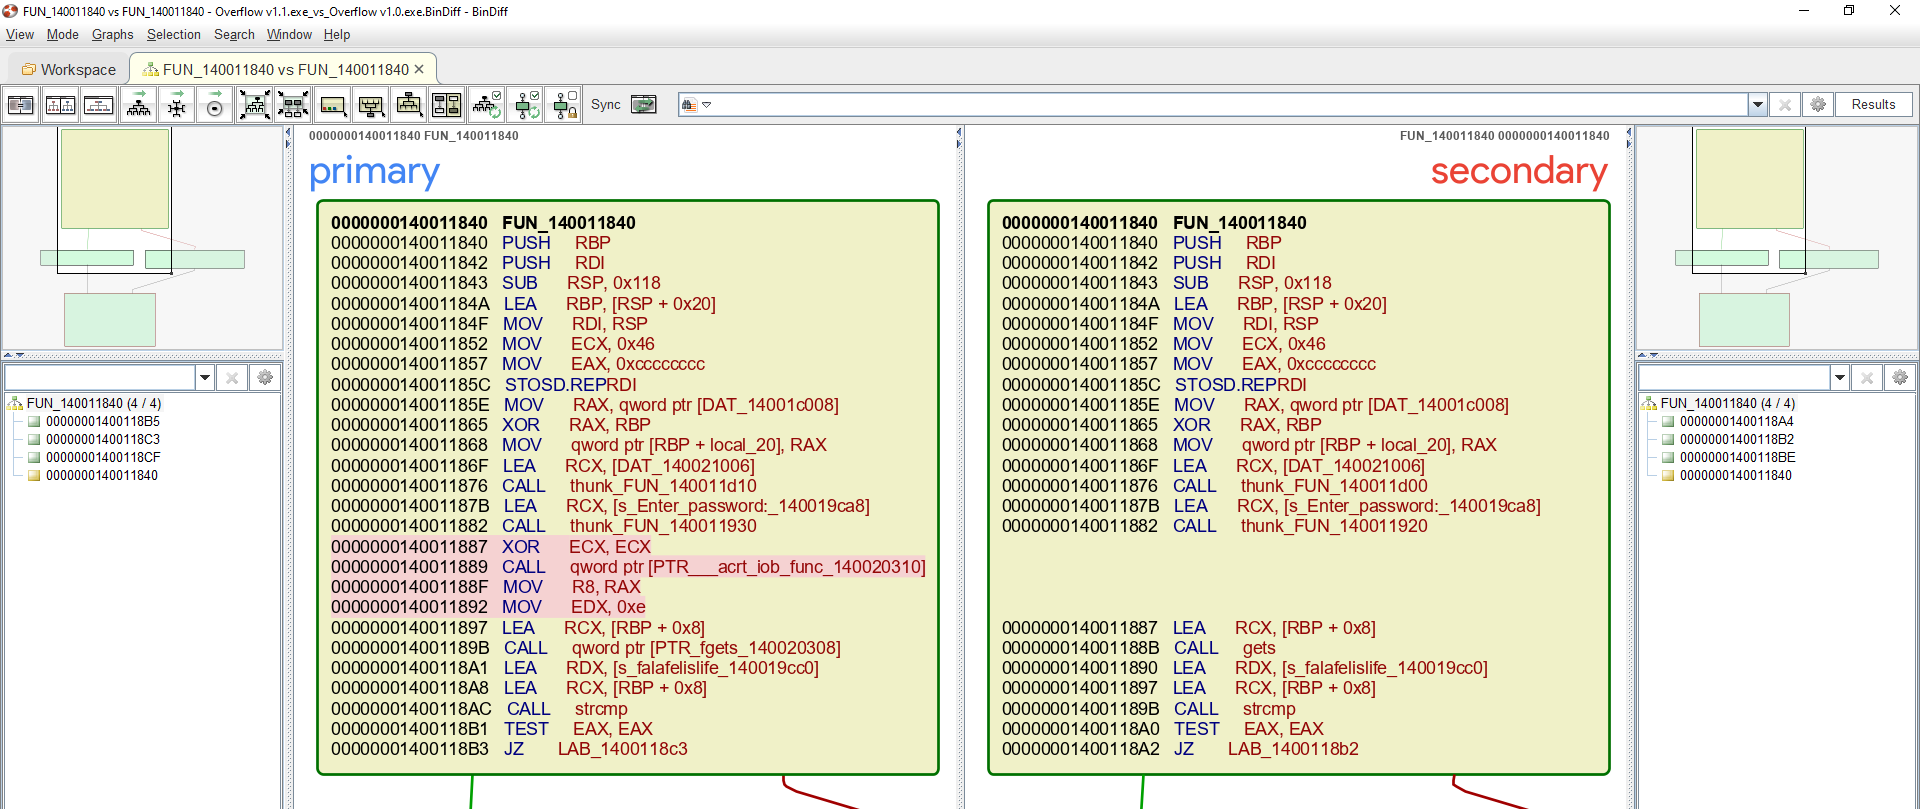 FUN_140011840 vs FUN_140011840 - Overflow v1.1.exe_vs_Overflow v1.0.exe.BinDiff - BinDiff
View Mode Graphs Selection Search Window Help
Workspace FUN_140011840 vs FUN_140011840
Sync Results
0000000140011840 FUN_140011840
primary
0000000140011840 FUN_140011840
0000000140011840 PUSH RBP
0000000140011842 PUSH RDI
0000000140011843 SUB RSP, 0x118
000000014001184A LEA RBP, [RSP + 0x20]
000000014001184F MOV RDI, RSP
0000000140011852 MOV ECX, 0x46
0000000140011857 MOV EAX, 0xcccccccc
000000014001185C STOSD.REPRDI
000000014001185E MOV RAX, qword ptr [DAT_14001c008]
0000000140011865 XOR RAX, RBP
0000000140011868 MOV qword ptr [RBP + local_20], RAX
000000014001186F LEA RCX, [DAT_140021006]
0000000140011876 CALL thunk_FUN_140011d10
000000014001187B LEA RCX, [s_Enter_password:_140019ca8]
0000000140011882 CALL thunk_FUN_140011930
0000000140011887 XOR ECX, ECX
0000000140011889 CALL qword ptr [PTR___acrt_iob_func_140020310]
000000014001188F MOV R8, RAX
0000000140011892 MOV EDX, 0xe
0000000140011897 LEA RCX, [RBP + 0x8]
000000014001189B CALL qword ptr [PTR_fgets_140020308]
00000001400118A1 LEA RDX, [s_falafelislife_140019cc0]
00000001400118A8 LEA RCX, [RBP + 0x8]
00000001400118AC CALL strcmp
00000001400118B1 TEST EAX, EAX
00000001400118B3 JZ LAB_1400118c3
FUN_140011840 0000000140011840
secondary
0000000140011840 FUN_140011840
0000000140011840 PUSH RBP
0000000140011842 PUSH RDI
0000000140011843 SUB RSP, 0x118
000000014001184A LEA RBP, [RSP + 0x20]
000000014001184F MOV RDI, RSP
0000000140011852 MOV ECX, 0x46
0000000140011857 MOV EAX, 0xcccccccc
000000014001185C STOSD.REPRDI
000000014001185E MOV RAX, qword ptr [DAT_14001c008]
0000000140011865 XOR RAX, RBP
0000000140011868 MOV qword ptr [RBP + local_20], RAX
000000014001186F LEA RCX, [DAT_140021006]
0000000140011876 CALL thunk_FUN_140011d00
000000014001187B LEA RCX, [s_Enter_password:_140019ca8]
0000000140011882 CALL thunk_FUN_140011920
0000000140011887 LEA RCX, [RBP + 0x8]
000000014001188B CALL gets
0000000140011890 LEA RDX, [s_falafelislife_140019cc0]
0000000140011897 LEA RCX, [RBP + 0x8]
000000014001189B CALL strcmp
00000001400118A0 TEST EAX, EAX
00000001400118A2 JZ LAB_1400118b2
FUN_140011840 (4 / 4)
00000001400118B5
00000001400118C3
00000001400118CF
0000000140011840
FUN_140011840 (4 / 4)
00000001400118A4
00000001400118B2
00000001400118BE
0000000140011840